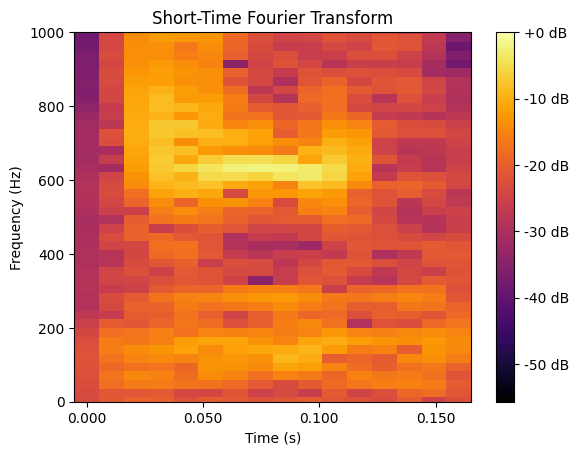 Short-Time Fourier Transform
1000
800
600
400
200
0
Frequency (Hz)
0.000
0.050
0.100
0.150
Time (s)
+0 dB
-10 dB
-20 dB
-30 dB
-40 dB
-50 dB